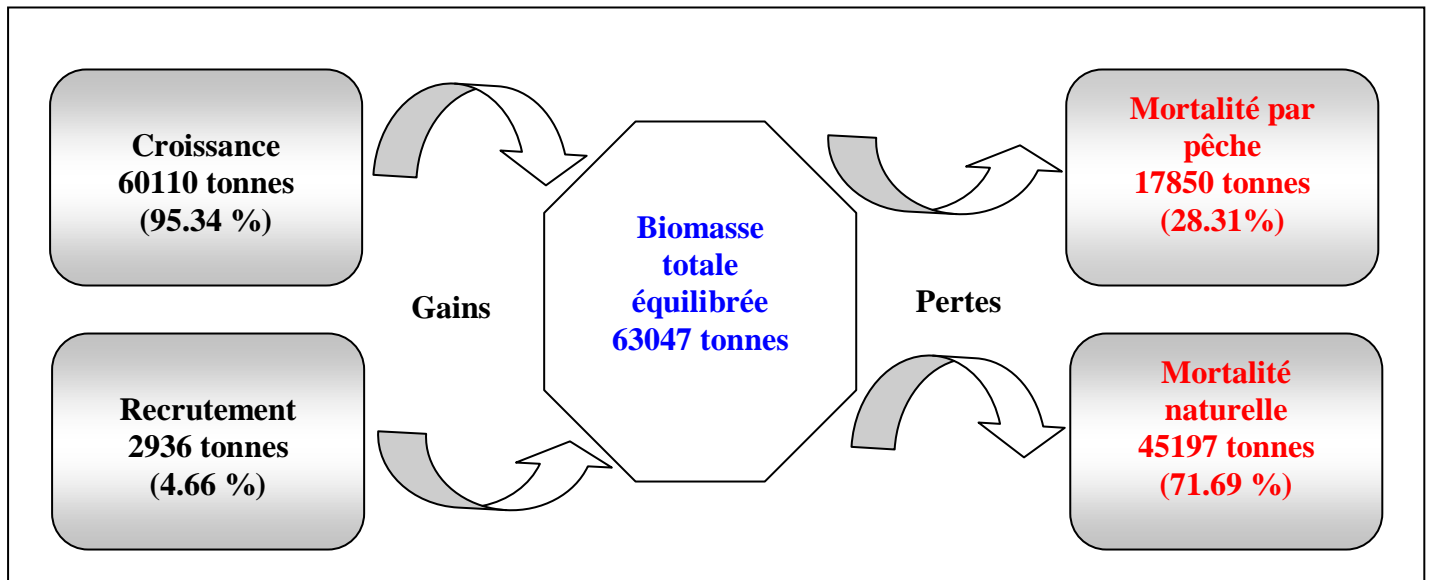 Croissance
60110 tonnes
(95.34 %)
Recrutement
2936 tonnes
(4.66 %)
Gains
Biomasse
totale
équilibrée
63047 tonnes
Pertes
Mortalité par
pêche
17850 tonnes
(28.31%)
Mortalité
naturelle
45197 tonnes
(71.69 %)